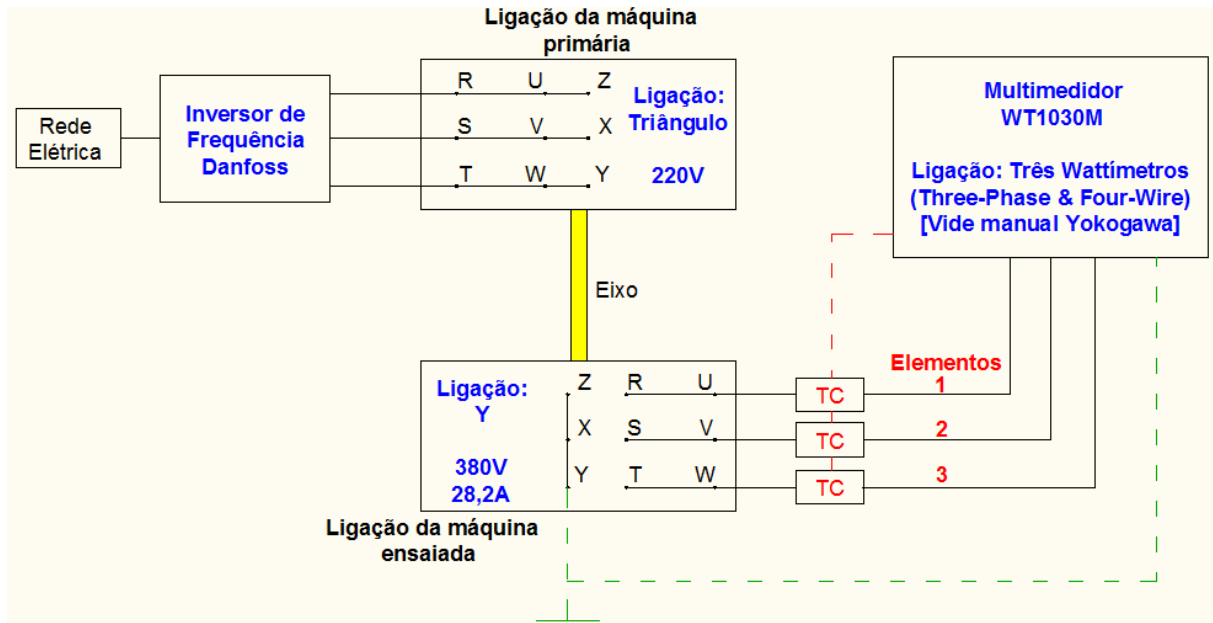 Ligação da máquina
primária
Rede
Elétrica
Inversor de
Frequência
Danfoss
R U Z
S V X
T W Y
Ligação:
Triângulo
220V
Multimedidor
WT1030M
Ligação: Três Wattímetros
(Three-Phase & Four-Wire)
[Vide manual Yokogawa]
Eixo
Ligação:
Y
380V
28,2A
Z R U
X S V
Y T W
TC
TC
TC
Elementos
1
2
3
Ligação da máquina
ensaiada